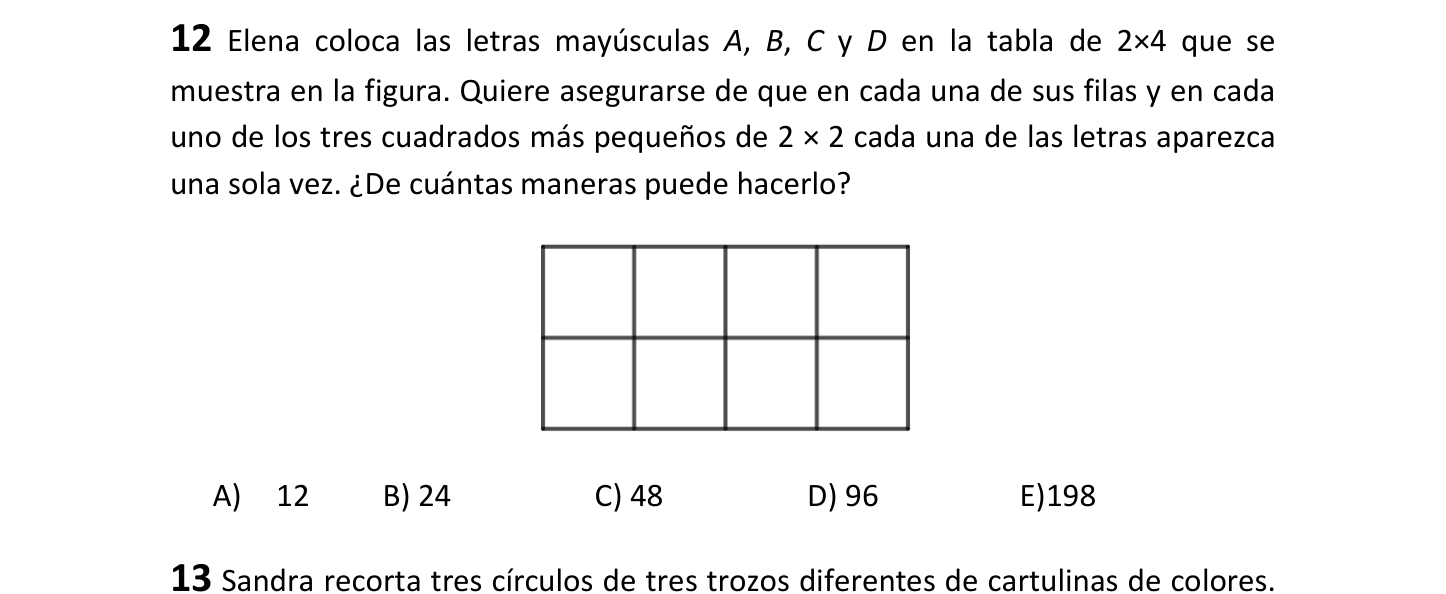 12 Elena coloca las letras mayúsculas A, B, C y D en la tabla de 2×4 que se
muestra en la figura. Quiere asegurarse de que en cada una de sus filas y en cada
uno de los tres cuadrados más pequeños de 2 × 2 cada una de las letras aparezca
una sola vez. ¿De cuántas maneras puede hacerlo?
A) 12 B) 24 C) 48 D) 96 E)198
13 Sandra recorta tres círculos de tres trozos diferentes de cartulinas de colores.